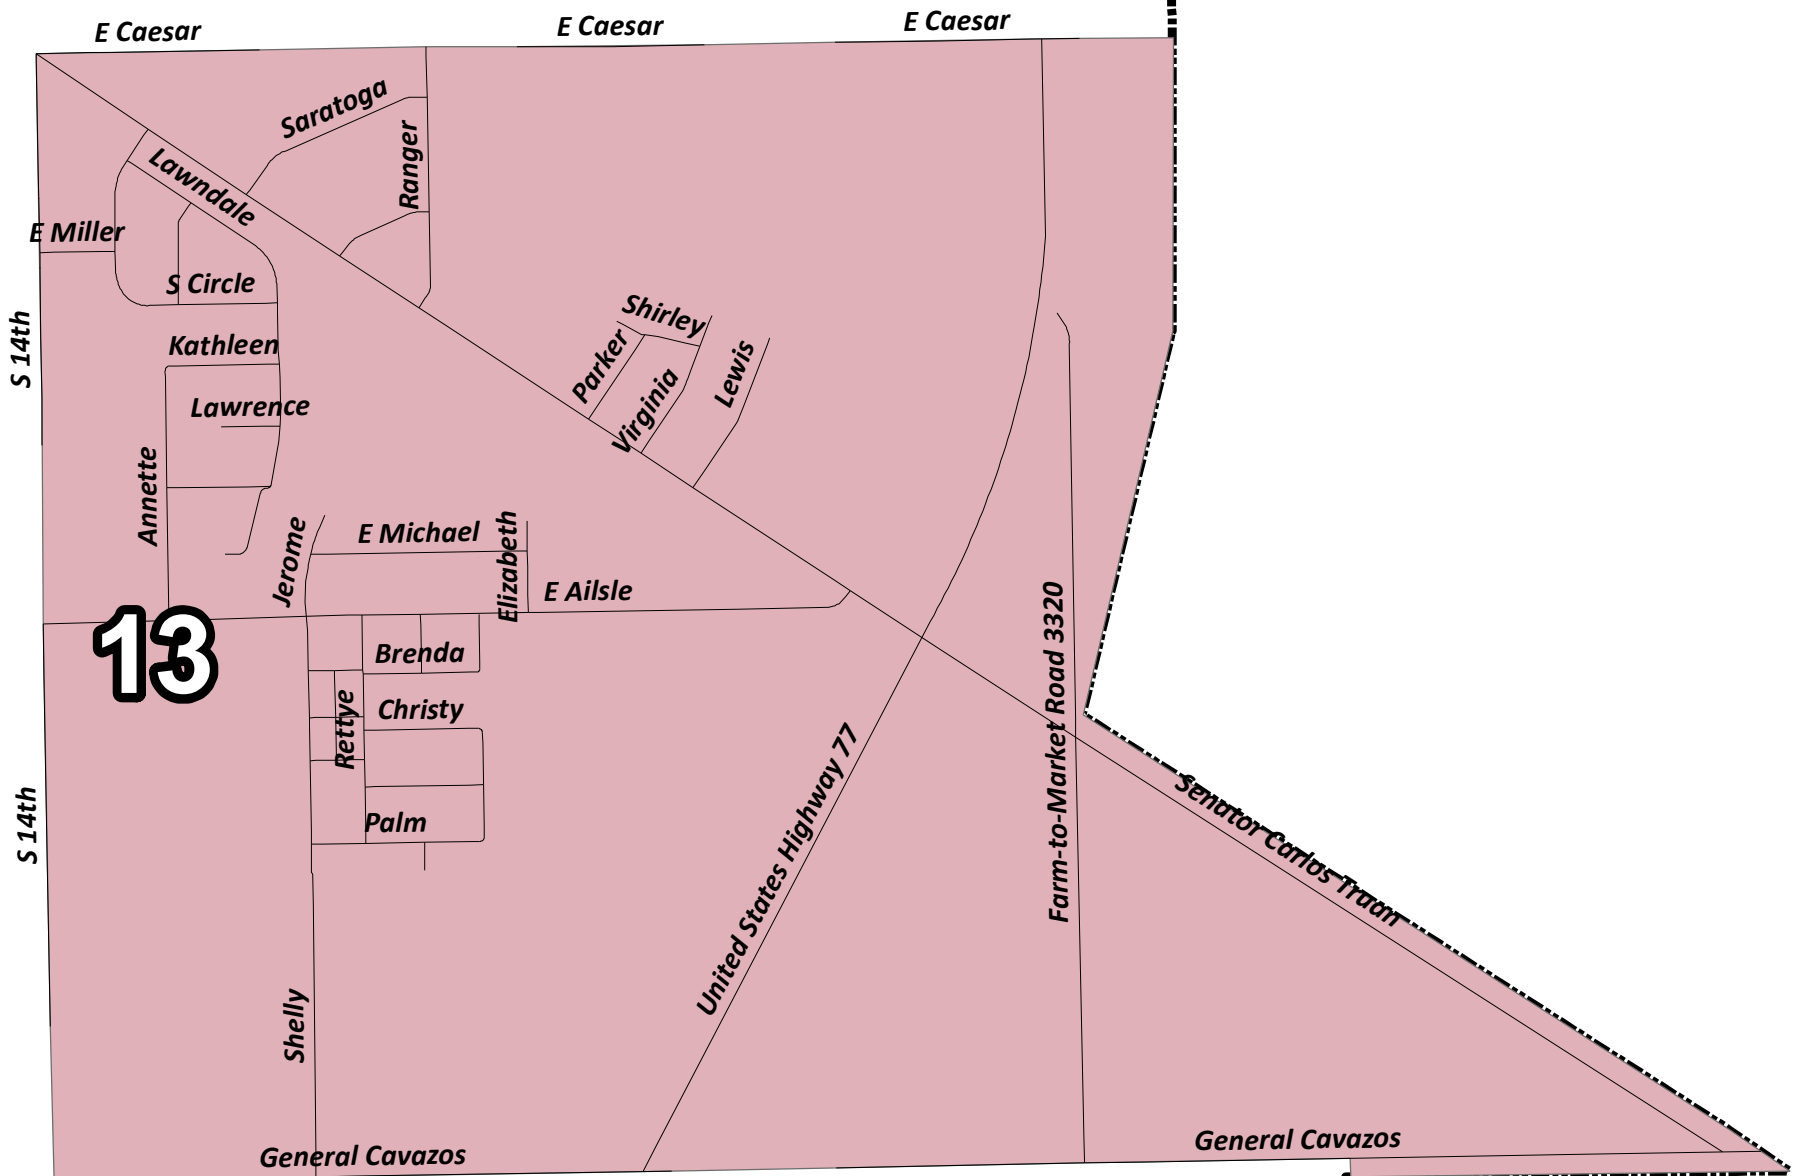 E Caesar
E Caesar
E Caesar
Saratoga
Ranger
Lawndale
E Miller
S Circle
Shirley
S 14th
Kathleen
Parker
Virginia
Lewis
Lawrence
Annette
Jerome
E Michael
Elizabeth
E Ailsle
13
Brenda
Rettye
Christy
Farm-to-Market Road 3320
United States Highway 77
Senator Carlos Truan
S 14th
Palm
Shelly
General Cavazos
General Cavazos